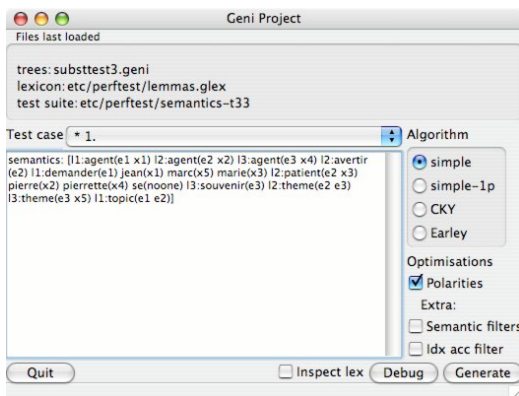 Geni Project
Files last loaded
trees: substtest3.geni
lexicon: etc/perftest/lemmas.glex
test suite: etc/perftest/semantics-t33
Test case * 1.
semantics: [l1:agent(e1 x1) l2:agent(e2 x2) l3:agent(e3 x4) l2:avertir
(e2) l1:demander(e1) jean(x1) marc(x5) marie(x3) l2:patient(e2 x3)
pierre(x2) pierrette(x4) se(noone) l3:souvenir(e3) l2:theme(e2 e3)
l3:theme(e3 x5) l1:topic(e1 e2)]
Algorithm
simple
simple-1p
CKY
Earley
Optimisations
Polarities
Extra:
Semantic filters
Idx acc filter
Quit
Inspect lex
Debug
Generate